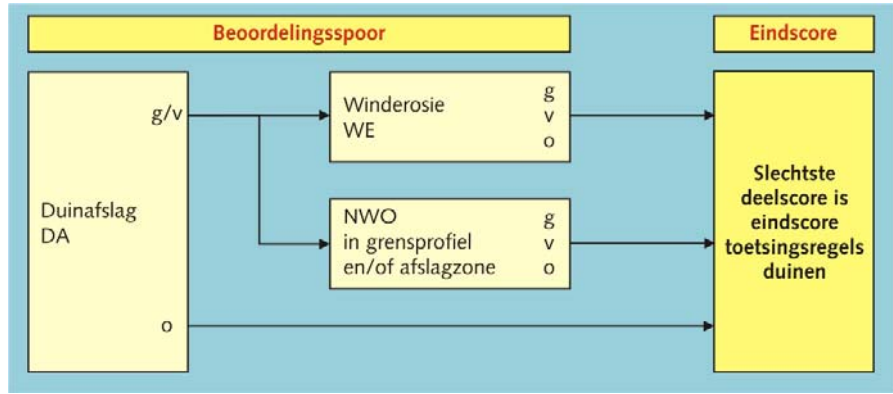 Beoordelingsspoor
Eindscore
g/v
Duinafslag
DA
o
Winderosie
WE
g
v
o
NWO
in grensprofiel
en/of afslagzone
g
v
o
Slechtste
deelscore is
eindscore
toetsingsregels
duinen